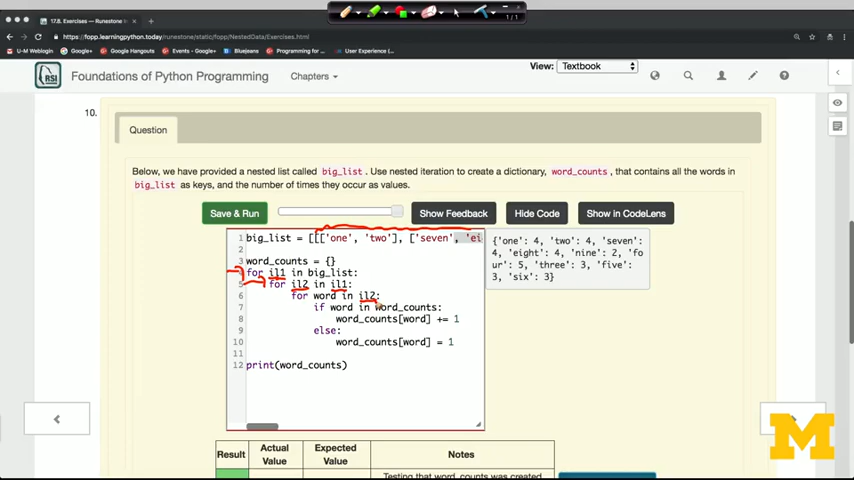 1/1
17.8. Exercises — Runestone in
https://fopp.learningpython.today/runestone/static/fopp/NestedData/Exercises.html
U-M Weblogin
Google+
Google Hangouts
Events - Google+
Bluejeans
Programming for ...
User Experience (...
RSI
Foundations of Python Programming
Chapters
View:
Textbook
10.
Question
Below, we have provided a nested list called big_list. Use nested iteration to create a dictionary, word_counts, that contains all the words in
big_list as keys, and the number of times they occur as values.
Save & Run
Show Feedback
Hide Code
Show in CodeLens
1 big_list = [[['one', 'two'], ['seven', 'ei
2
3 word_counts = {}
4 for il1 in big_list:
5 for il2 in il1:
6 for word in il2:
7 if word in word_counts:
8 word_counts[word] += 1
9 else:
10 word_counts[word] = 1
11
12 print(word_counts)
{'one': 4, 'two': 4, 'seven':
4, 'eight': 4, 'nine': 2, 'fo
ur': 5, 'three': 3, 'five':
3, 'six': 3}
Result
Actual
Value
Expected
Value
Notes
Testing that word_counts was created
M